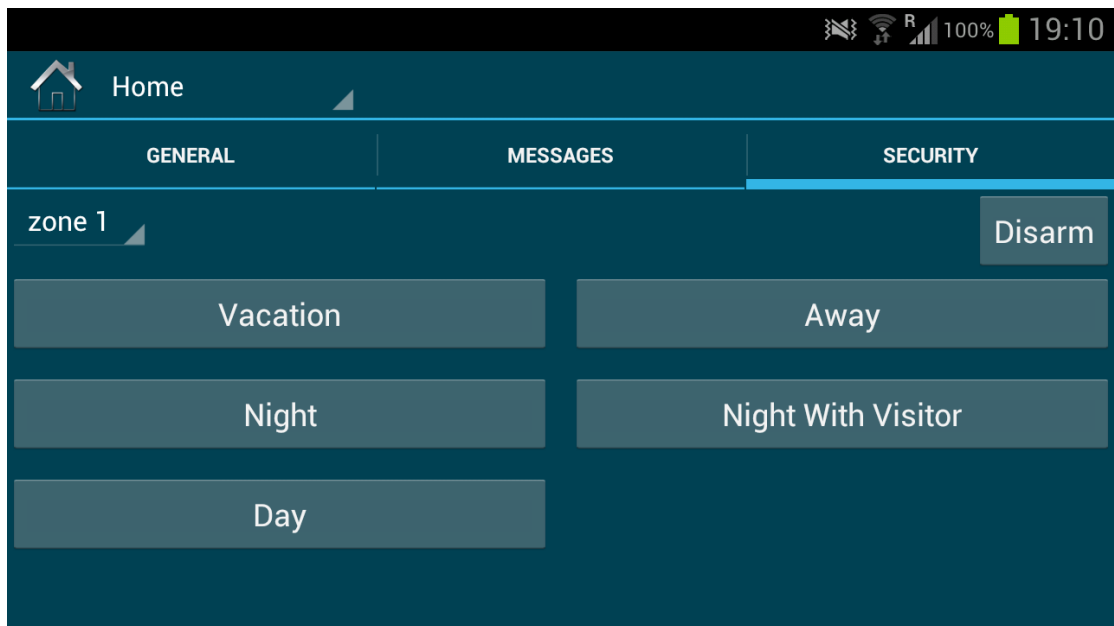 R 100% 19:10
Home
GENERAL MESSAGES SECURITY
zone 1 Disarm
Vacation Away
Night Night With Visitor
Day